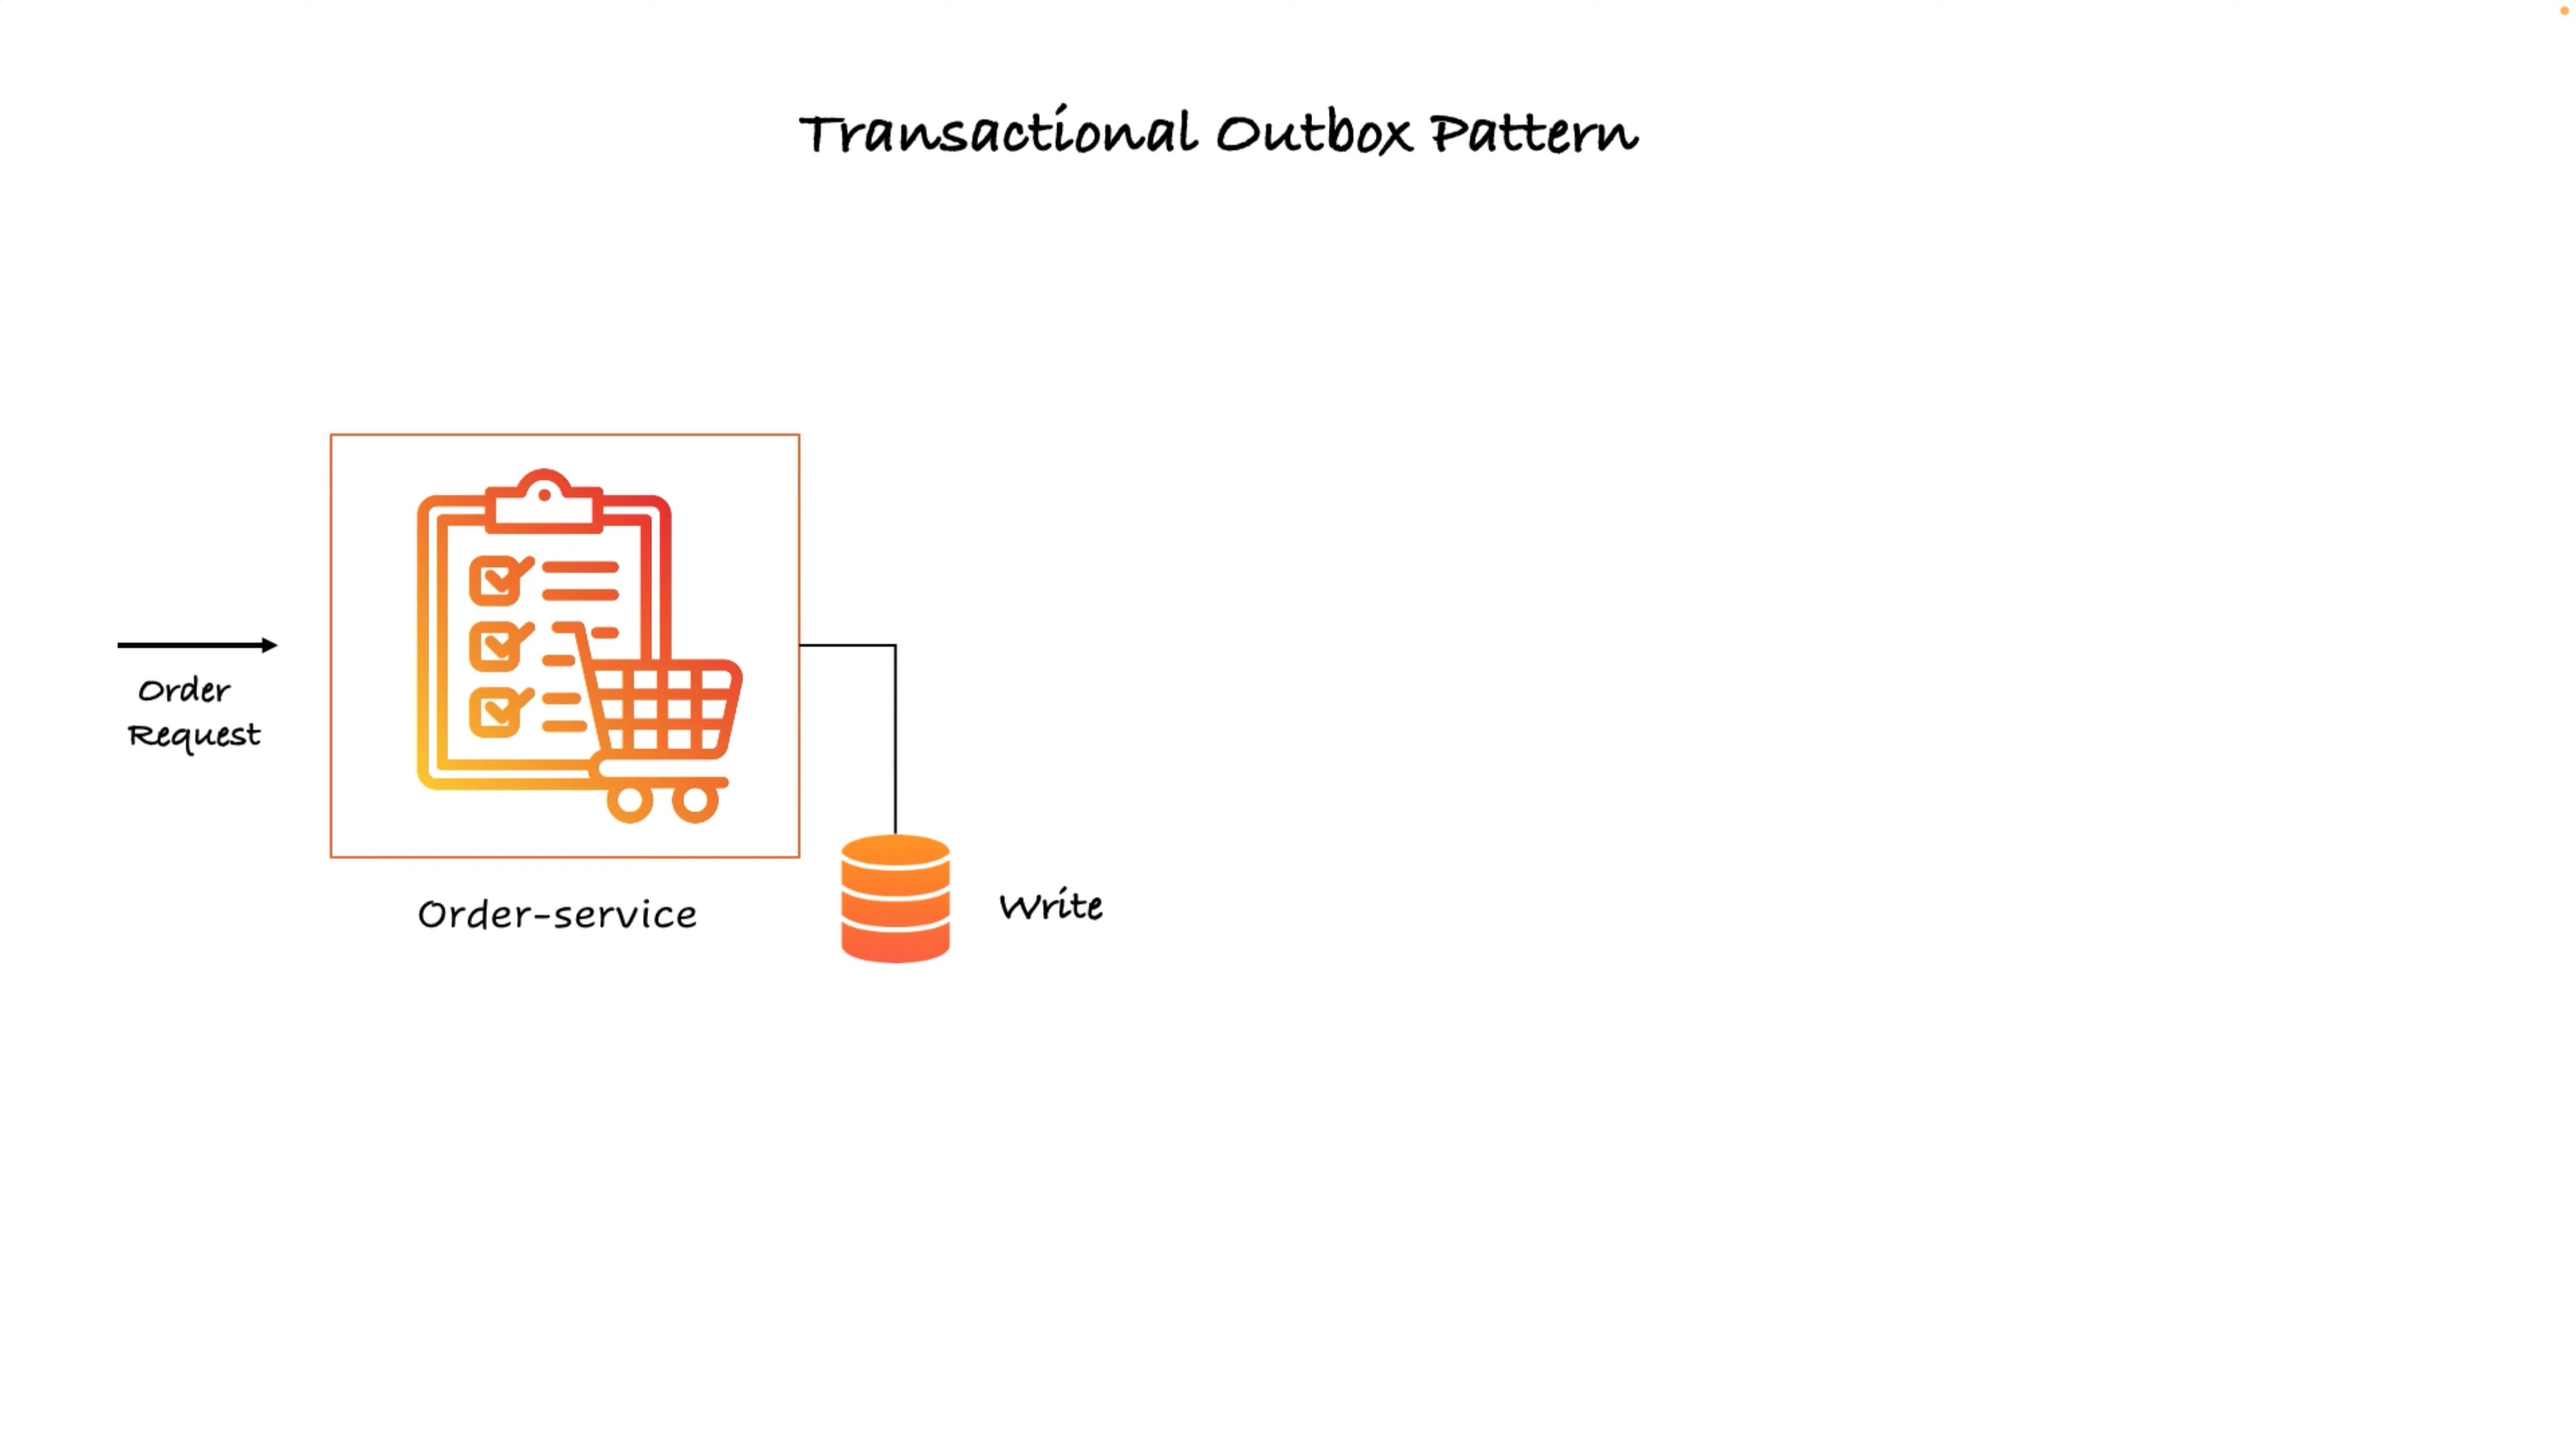 Transactional Outbox Pattern
Order
Request
Order-service
Write